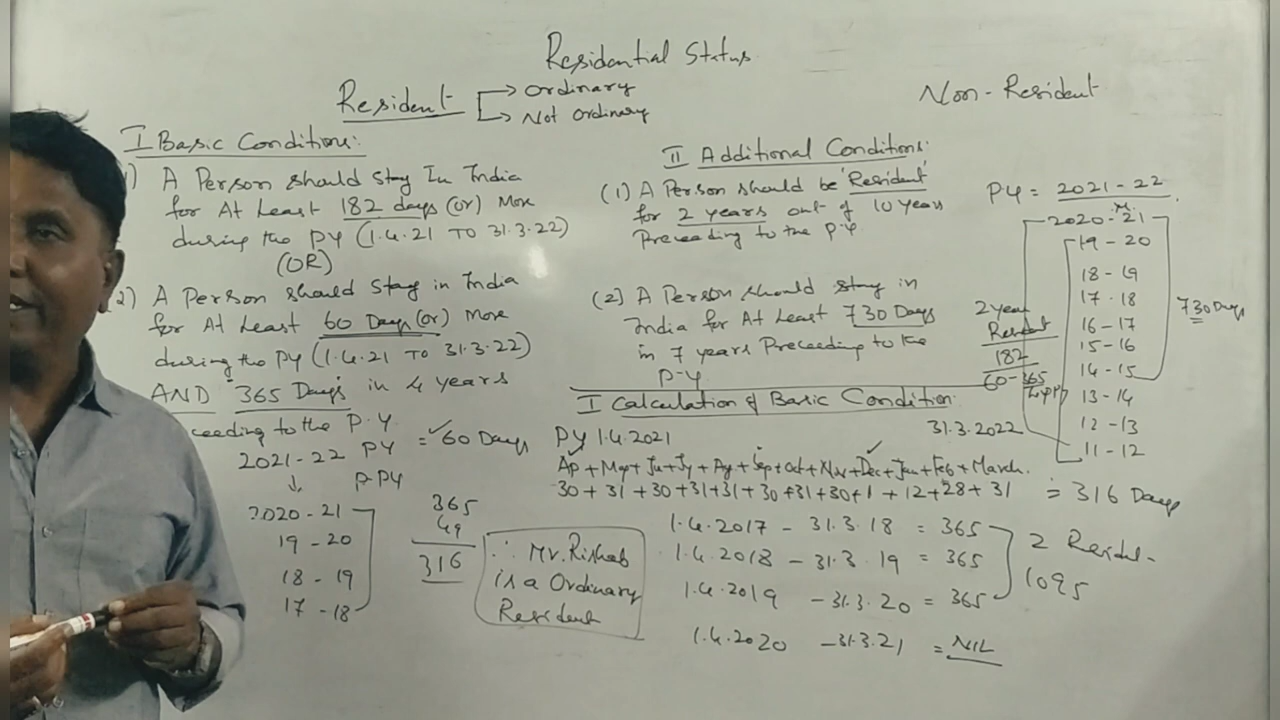 Residential Status
Resident → Ordinary
→ Not Ordinary
Non-Resident
I Basic Conditions:
1) A Person should Stay In India
for At Least 182 days (or) More
during the PY (1.4.21 TO 31.3.22)
(OR)
2) A Person should Stay in India
for At Least 60 Days (or) More
during the PY (1.4.21 TO 31.3.22)
AND 365 Days in 4 years
ceeding to the P.Y.
2021-22 PY = ✓60 Days
↓ P.PY
2020-21
19-20
18-19
17-18
365
49
316
∴ Mr. Rishab
is a Ordinary
Resident
II Additional Conditions:
(1) A Person should be 'Resident'
for 2 years out of 10 years
Preceeding to the P.Y
(2) A Person should stay in
India for At Least 730 Days
in 7 years Preceeding to the
P-Y
PY = 2021-22
2020-21
19-20
18-19
17-18
16-17
15-16
14-15
13-14
12-13
11-12
730 Days
2 year
Resident
182
60-365
I Calculation of Basic Condition
PY 1.4.2021 31.3.2022
Ap + May + Ju + Jy + Ag + Sep + Oct + Nov + Dec + Jan + Feb + March.
30 + 31 + 30 + 31 + 31 + 30 + 31 + 30 + 1 + 12 + 28 + 31 = 316 Days
1.4.2017 - 31.3.18 = 365
1.4.2018 - 31.3.19 = 365
1.4.2019 - 31.3.20 = 365
1.4.2020 - 31.3.21 = NIL
2 Resid-
1095